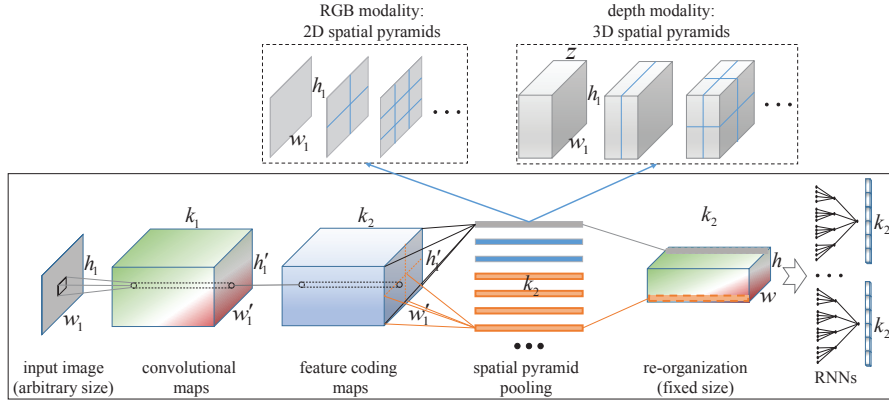 RGB modality:
2D spatial pyramids
depth modality:
3D spatial pyramids
h₁
w₁
• • •
z
h₁
w₁
• • •
k₁
k₂
k₂
h₁
w₁
h₁′
w₁′
h₁′
w₁′
k₂
h
w
k₂
• • •
k₂
• • •
input image
(arbitrary size)
convolutional
maps
feature coding
maps
spatial pyramid
pooling
re-organization
(fixed size)
RNNs